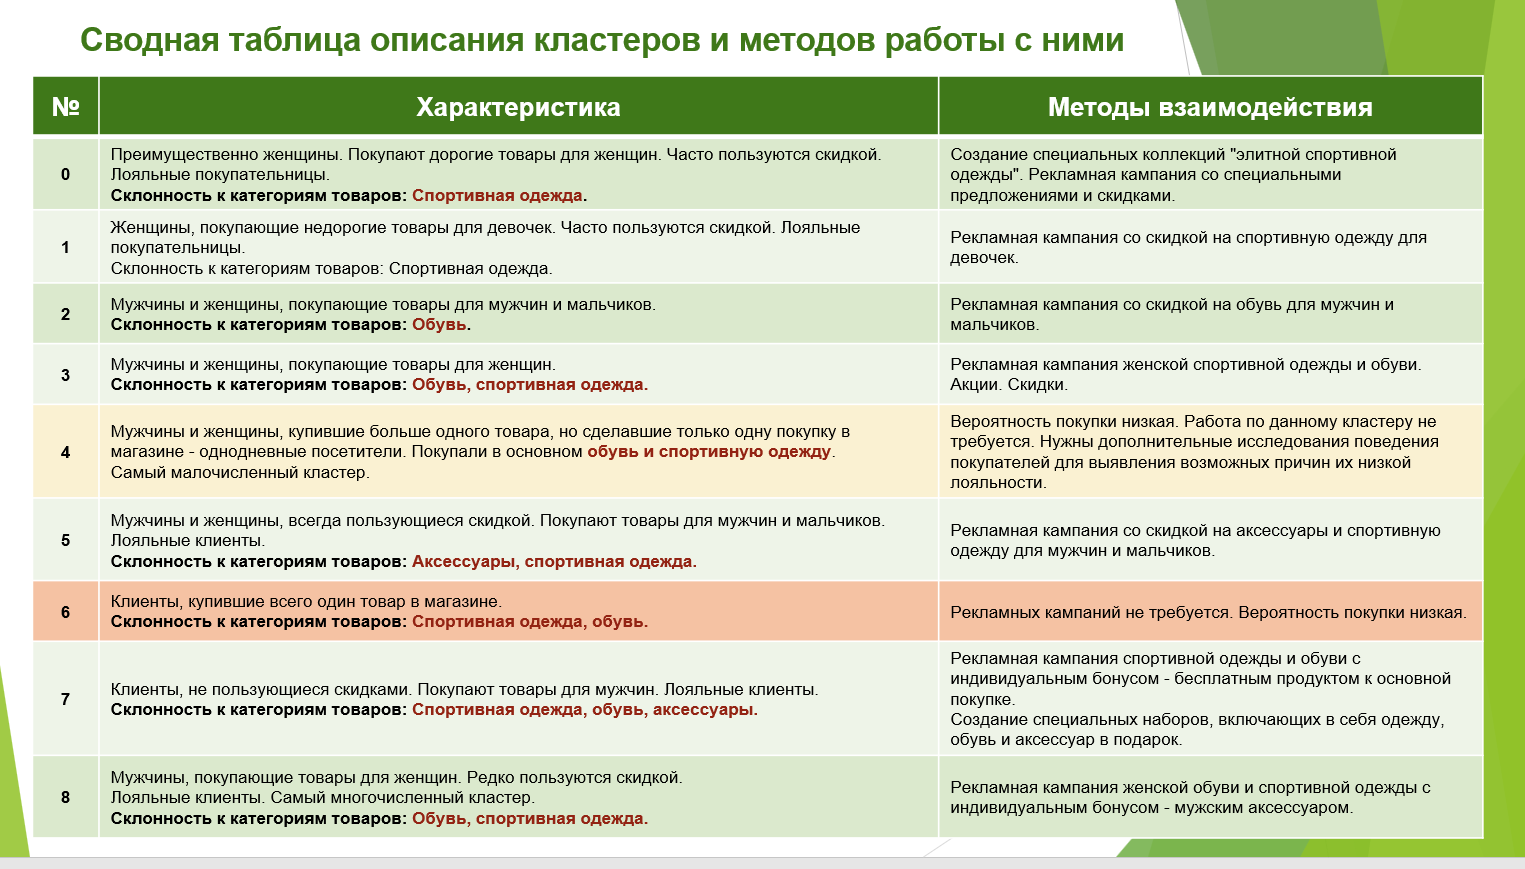 Сводная таблица описания кластеров и методов работы с ними
№
Характеристика
Методы взаимодействия
0
Преимущественно женщины. Покупают дорогие товары для женщин. Часто пользуются скидкой.
Лояльные покупательницы.
Склонность к категориям товаров: Спортивная одежда.
Создание специальных коллекций "элитной спортивной
одежды". Рекламная кампания со специальными
предложениями и скидками.
1
Женщины, покупающие недорогие товары для девочек. Часто пользуются скидкой. Лояльные
покупательницы.
Склонность к категориям товаров: Спортивная одежда.
Рекламная кампания со скидкой на спортивную одежду для
девочек.
2
Мужчины и женщины, покупающие товары для мужчин и мальчиков.
Склонность к категориям товаров: Обувь.
Рекламная кампания со скидкой на обувь для мужчин и
мальчиков.
3
Мужчины и женщины, покупающие товары для женщин.
Склонность к категориям товаров: Обувь, спортивная одежда.
Рекламная кампания женской спортивной одежды и обуви.
Акции. Скидки.
4
Мужчины и женщины, купившие больше одного товара, но сделавшие только одну покупку в
магазине - однодневные посетители. Покупали в основном обувь и спортивную одежду.
Самый малочисленный кластер.
Вероятность покупки низкая. Работа по данному кластеру не
требуется. Нужны дополнительные исследования поведения
покупателей для выявления возможных причин их низкой
лояльности.
5
Мужчины и женщины, всегда пользующиеся скидкой. Покупают товары для мужчин и мальчиков.
Лояльные клиенты.
Склонность к категориям товаров: Аксессуары, спортивная одежда.
Рекламная кампания со скидкой на аксессуары и спортивную
одежду для мужчин и мальчиков.
6
Клиенты, купившие всего один товар в магазине.
Склонность к категориям товаров: Спортивная одежда, обувь.
Рекламных кампаний не требуется. Вероятность покупки низкая.
7
Клиенты, не пользующиеся скидками. Покупают товары для мужчин. Лояльные клиенты.
Склонность к категориям товаров: Спортивная одежда, обувь, аксессуары.
Рекламная кампания спортивной одежды и обуви с
индивидуальным бонусом - бесплатным продуктом к основной
покупке.
Создание специальных наборов, включающих в себя одежду,
обувь и аксессуар в подарок.
8
Мужчины, покупающие товары для женщин. Редко пользуются скидкой.
Лояльные клиенты. Самый многочисленный кластер.
Склонность к категориям товаров: Обувь, спортивная одежда.
Рекламная кампания женской обуви и спортивной одежды с
индивидуальным бонусом - мужским аксессуаром.